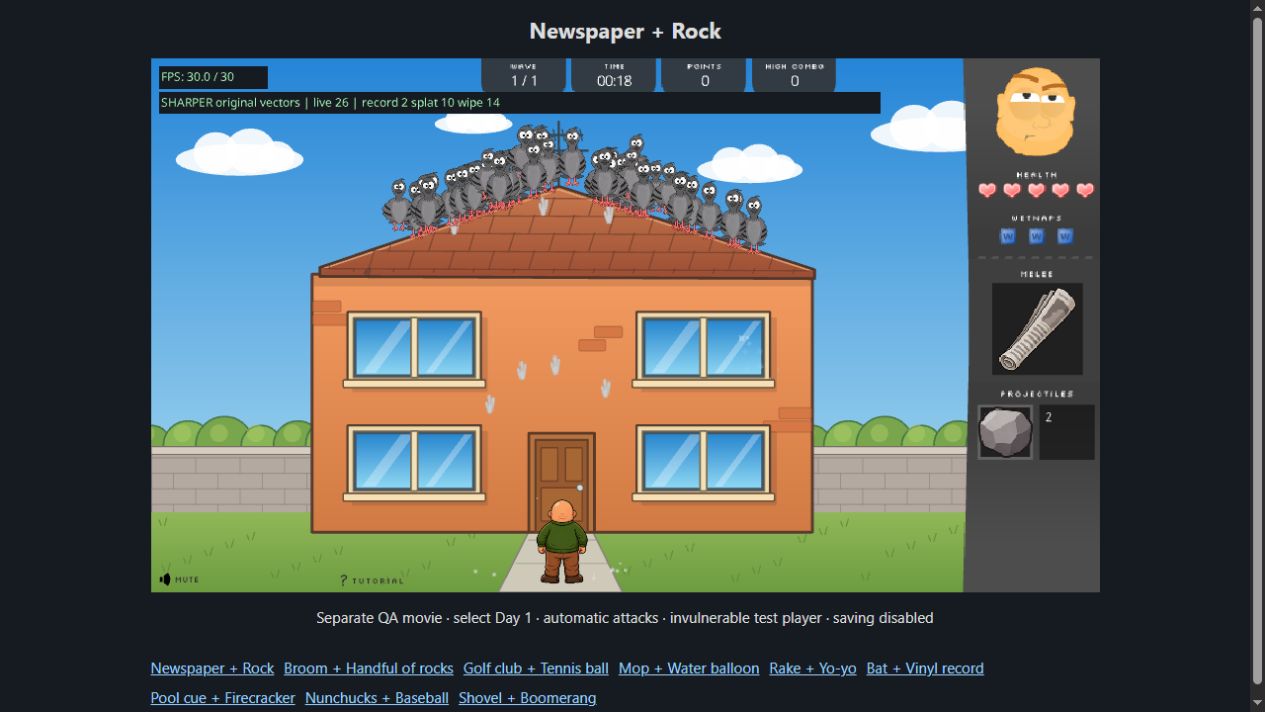 Newspaper + Rock
FPS: 30.0 / 30
WAVE
1 / 1
TIME
00:18
POINTS
0
HIGH COMBO
0
SHARPER original vectors | live 26 | record 2 splat 10 wipe 14
HEALTH
WETNAPS
W W W
MELEE
PROJECTILES
2
MUTE
? TUTORIAL
Separate QA movie · select Day 1 · automatic attacks · invulnerable test player · saving disabled
Newspaper + Rock Broom + Handful of rocks Golf club + Tennis ball Mop + Water balloon Rake + Yo-yo Bat + Vinyl record
Pool cue + Firecracker Nunchucks + Baseball Shovel + Boomerang